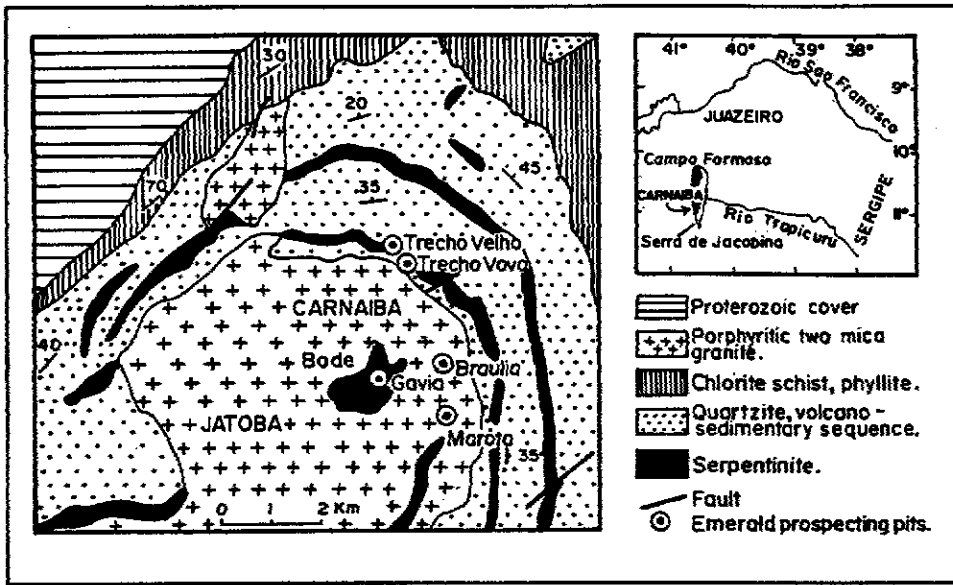 30
20
70
35
45
Trecho Velho
Trecho Vovo
CARNAIBA
40
Bode
Braulia
Gavia
JATOBA
Marota
35
0 1 2 Km
41° 40° 39° 38°
Rio Sao Francisco
9°
JUAZEIRO
10°
Campo Formoso
CARNAIBA
11°
Rio Itapicuru
SERGIPE
Serra de Jacobina
Proterozoic cover
Porphyritic two mica
granite.
Chlorite schist, phyllite.
Quartzite, volcano-
sedimentary sequence.
Serpentinite.
Fault
Emerald prospecting pits.